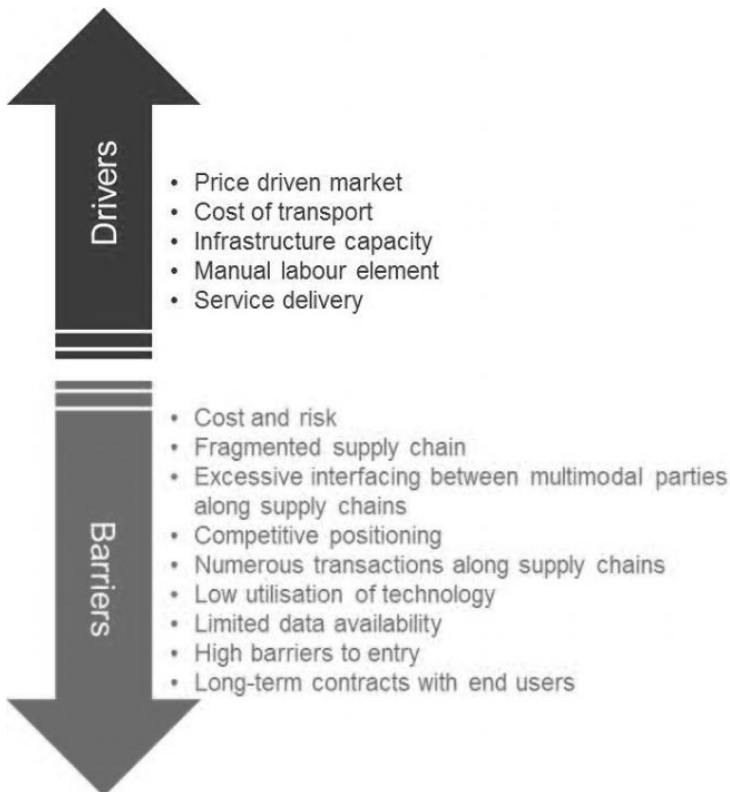 Drivers
• Price driven market
• Cost of transport
• Infrastructure capacity
• Manual labour element
• Service delivery
Barriers
• Cost and risk
• Fragmented supply chain
• Excessive interfacing between multimodal parties
along supply chains
• Competitive positioning
• Numerous transactions along supply chains
• Low utilisation of technology
• Limited data availability
• High barriers to entry
• Long-term contracts with end users